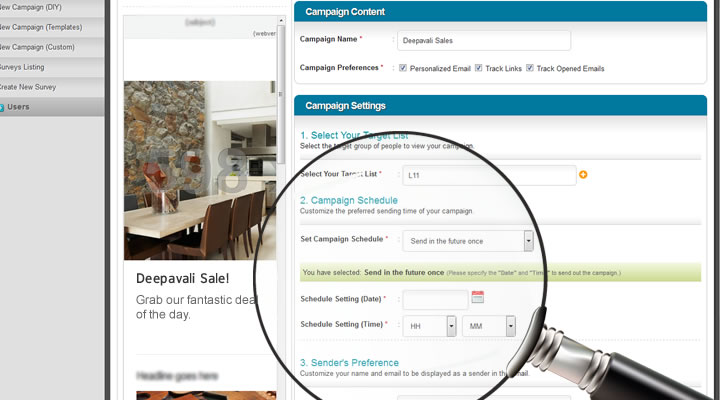 New Campaign (DIY)
New Campaign (Templates)
New Campaign (Custom)
Surveys Listing
Create New Survey
Users
Deepavali Sale!
Grab our fantastic deal
of the day.
Headline goes here
Campaign Content
Campaign Name * : Deepavali Sales
Campaign Preferences * : Personalized Email Track Links Track Opened Emails
Campaign Settings
1. Select Your Target List
Select the target group of people to view your campaign.
Select Your Target List * : L11
2. Campaign Schedule
Customize the preferred sending time of your campaign.
Set Campaign Schedule * : Send in the future once
You have selected: Send in the future once (Please specify the "Date" and "Time" to send out the campaign.)
Schedule Setting (Date) * :
Schedule Setting (Time) * : HH MM
3. Sender's Preference
Customize your name and email to be displayed as a sender in the email.